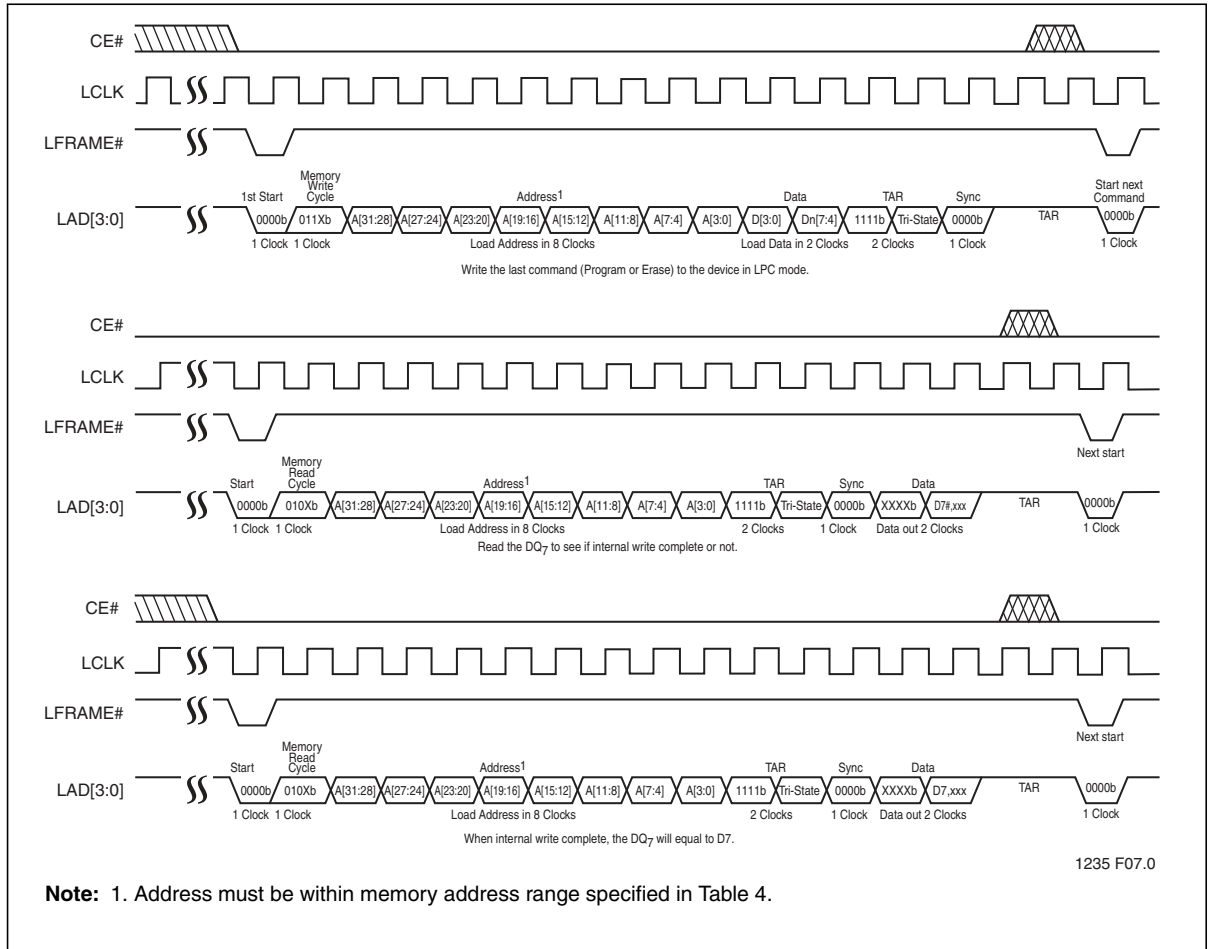 CE#
LCLK
LFRAME#
1st Start
Memory
Write
Cycle
Address1
Data
TAR
Sync
Start next
Command
LAD[3:0]
0000b 011Xb A[31:28] A[27:24] A[23:20] A[19:16] A[15:12] A[11:8] A[7:4] A[3:0] D[3:0] Dn[7:4] 1111b Tri-State 0000b TAR 0000b
1 Clock 1 Clock Load Address in 8 Clocks Load Data in 2 Clocks 2 Clocks 1 Clock 1 Clock
Write the last command (Program or Erase) to the device in LPC mode.
CE#
LCLK
LFRAME#
Next start
Start
Memory
Read
Cycle
Address1
TAR
Sync
Data
LAD[3:0]
0000b 010Xb A[31:28] A[27:24] A[23:20] A[19:16] A[15:12] A[11:8] A[7:4] A[3:0] 1111b Tri-State 0000b XXXXb D7#,xxx TAR 0000b
1 Clock 1 Clock Load Address in 8 Clocks 2 Clocks 1 Clock Data out 2 Clocks 1 Clock
Read the DQ7 to see if internal write complete or not.
CE#
LCLK
LFRAME#
Next start
Start
Memory
Read
Cycle
Address1
TAR
Sync
Data
LAD[3:0]
0000b 010Xb A[31:28] A[27:24] A[23:20] A[19:16] A[15:12] A[11:8] A[7:4] A[3:0] 1111b Tri-State 0000b XXXXb D7,xxx TAR 0000b
1 Clock 1 Clock Load Address in 8 Clocks 2 Clocks 1 Clock Data out 2 Clocks 1 Clock
When internal write complete, the DQ7 will equal to D7.
1235 F07.0
Note: 1. Address must be within memory address range specified in Table 4.